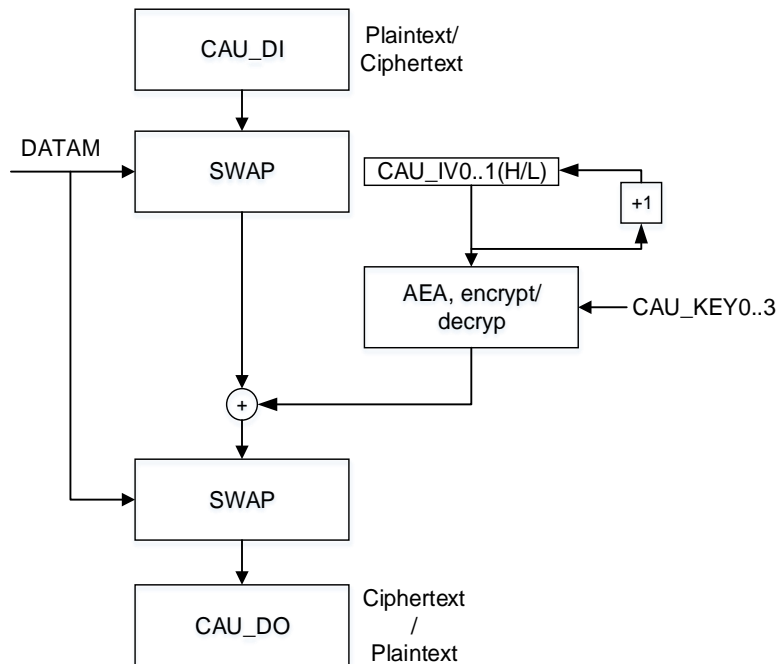 CAU_DI
Plaintext/
Ciphertext
DATAM
SWAP
CAU_IV0..1(H/L)
+1
AEA, encrypt/
decryp
CAU_KEY0..3
+
SWAP
CAU_DO
Ciphertext
/
Plaintext